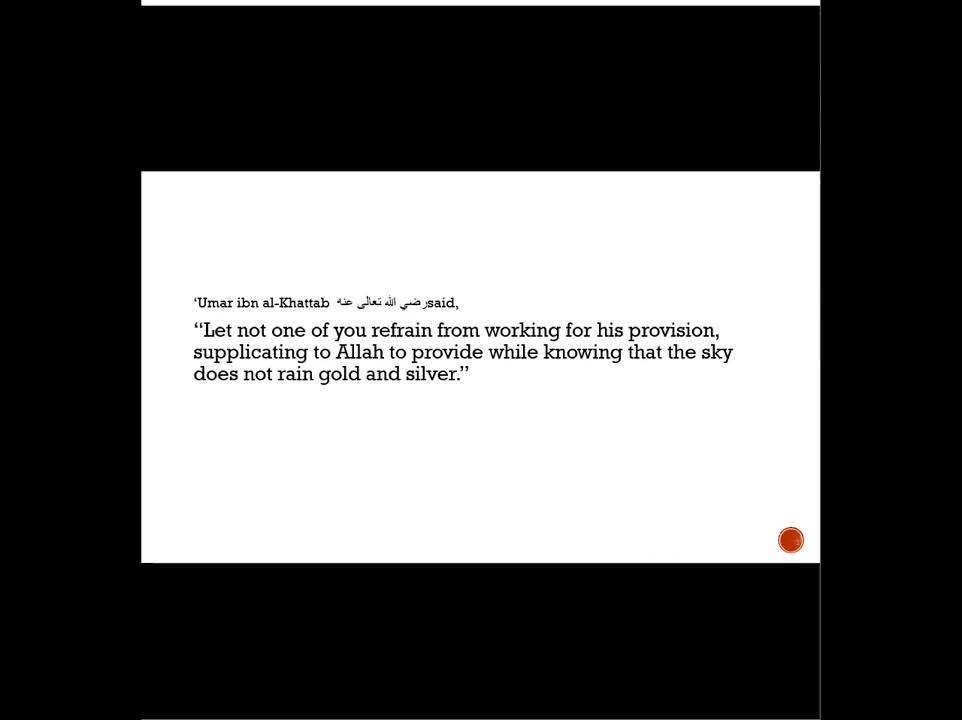 ‘Umar ibn al-Khattab رضي الله تعالى عنه said,
“Let not one of you refrain from working for his provision,
supplicating to Allah to provide while knowing that the sky
does not rain gold and silver.”